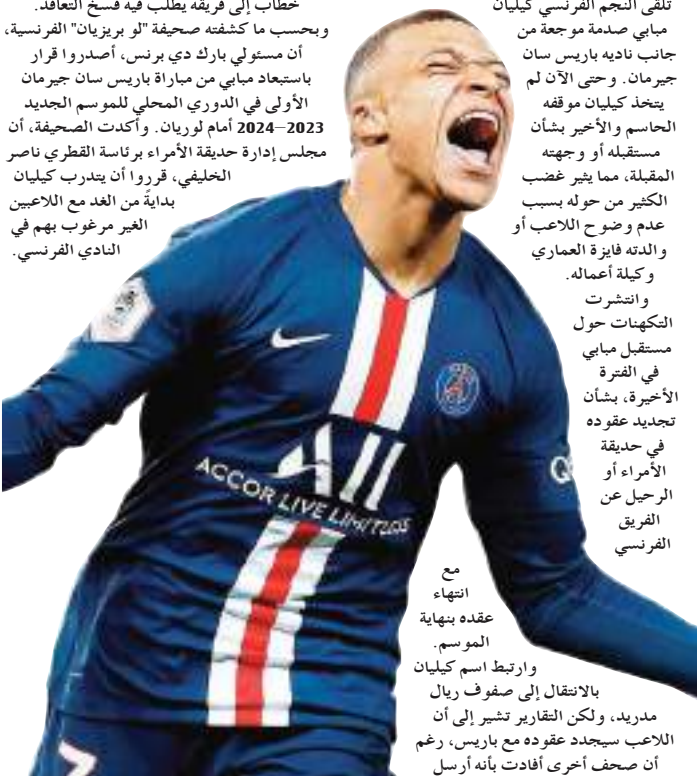 تلقى النجم الفرنسي كيليان
مبابي صدمة موجعة من
جانب ناديه باريس سان
جيرمان. وحتى الآن لم
يتخذ كيليان موقفه
الحاسم والأخير بشأن
مستقبله أو وجهته
المقبلة، مما يثير غضب
الكثير من حوله بسبب
عدم وضوح اللاعب أو
والدته فايزة العماري
وكيلة أعماله.
وانتشرت
التكهنات حول
مستقبل مبابي
في الفترة
الأخيرة، بشأن
تجديد عقوده
في حديقة
الأمراء أو
الرحيل عن
الفريق
الفرنسي
مع
انتهاء
عقده بنهاية
الموسم.
وارتبط اسم كيليان
بالانتقال إلى صفوف ريال
مدريد، ولكن التقارير تشير إلى أن
اللاعب سيجدد عقوده مع باريس، رغم
أن صحف أخرى أفادت بأنه أرسل
خطاب إلى فريقه يطلب فيه فسخ التعاقد.
وبحسب ما كشفته صحيفة "لو بريزيان" الفرنسية،
أن مسئولي بارك دي برنس، أصدروا قرار
باستبعاد مبابي من مباراة باريس سان جيرمان
الأولى في الدوري المحلي للموسم الجديد
2023–2024 أمام لوريان. وأكدت الصحيفة، أن
مجلس إدارة حديقة الأمراء برئاسة القطري ناصر
الخليفي، قرروا أن يتدرب كيليان
بدايةً من الغد مع اللاعبين
الغير مرغوب بهم في
النادي الفرنسي.
ALL
ACCOR LIVE LIMITLESS
Q
7